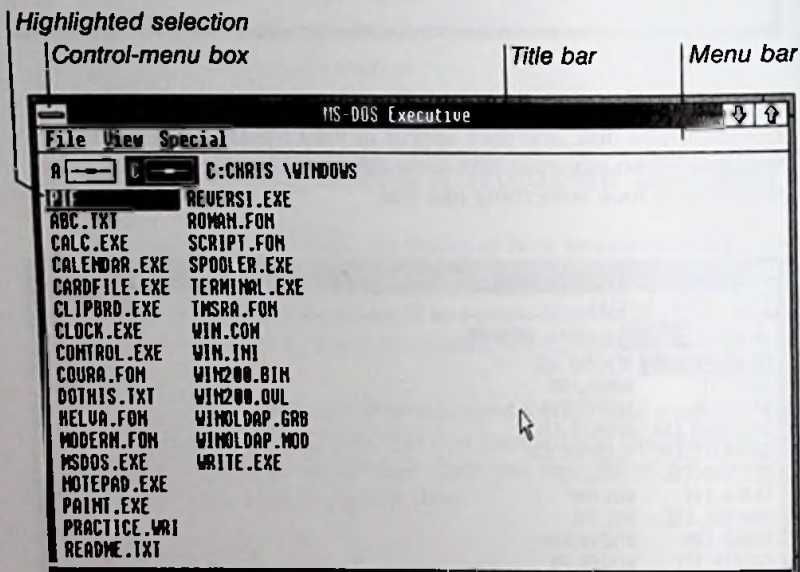 Highlighted selection
Control-menu box Title bar Menu bar
MS-DOS Executive
File View Special
A C C:CHRIS \WINDOWS
PIF REVERSI.EXE
ABC.TXT ROMAN.FON
CALC.EXE SCRIPT.FON
CALENDAR.EXE SPOOLER.EXE
CARDFILE.EXE TERMINAL.EXE
CLIPBRD.EXE TMSRA.FON
CLOCK.EXE WIN.COM
CONTROL.EXE WIN.INI
COURA.FON WIN200.BIN
DOTHIS.TXT WIN200.OVL
HELVA.FON WINOLDAP.GRB
MODERN.FON WINOLDAP.MOD
MSDOS.EXE WRITE.EXE
NOTEPAD.EXE
PAINT.EXE
PRACTICE.WRI
README.TXT